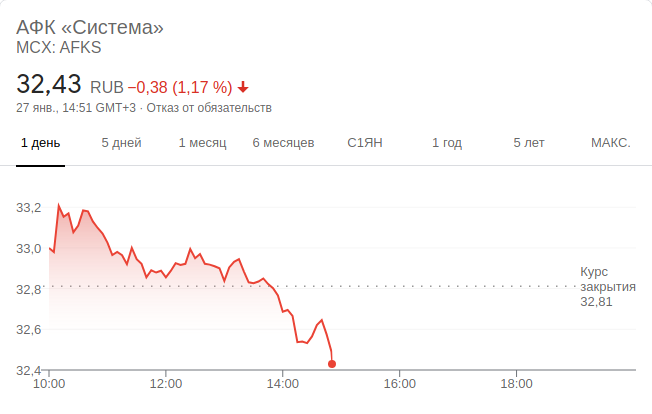 АФК «Система»
MCX: AFKS
32,43 RUB −0,38 (1,17 %)
27 янв., 14:51 GMT+3 · Отказ от обязательств
1 день 5 дней 1 месяц 6 месяцев С1ЯН 1 год 5 лет МАКС.
33,2
33,0
32,8
32,6
32,4
Курс
закрытия
32,81
10:00 12:00 14:00 16:00 18:00